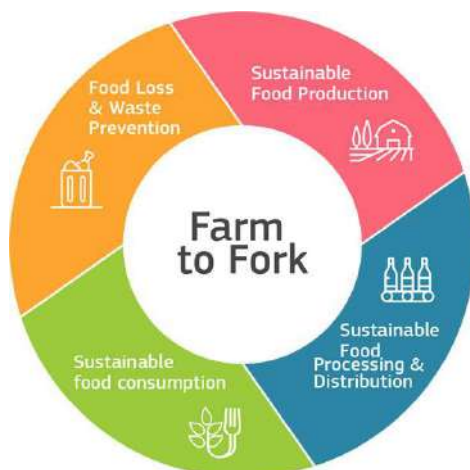 Food Loss
& Waste
Prevention
Sustainable
Food Production
Farm
to Fork
Sustainable
Food
Processing &
Distribution
Sustainable
food consumption